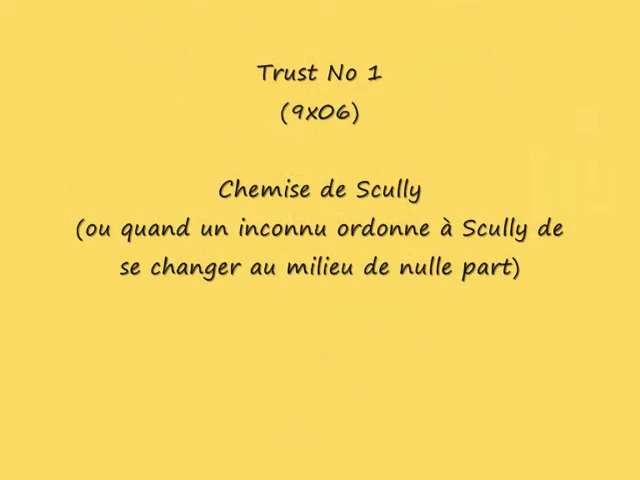 Trust No 1
(9x06)
Chemise de Scully
(ou quand un inconnu ordonne à Scully de
se changer au milieu de nulle part)